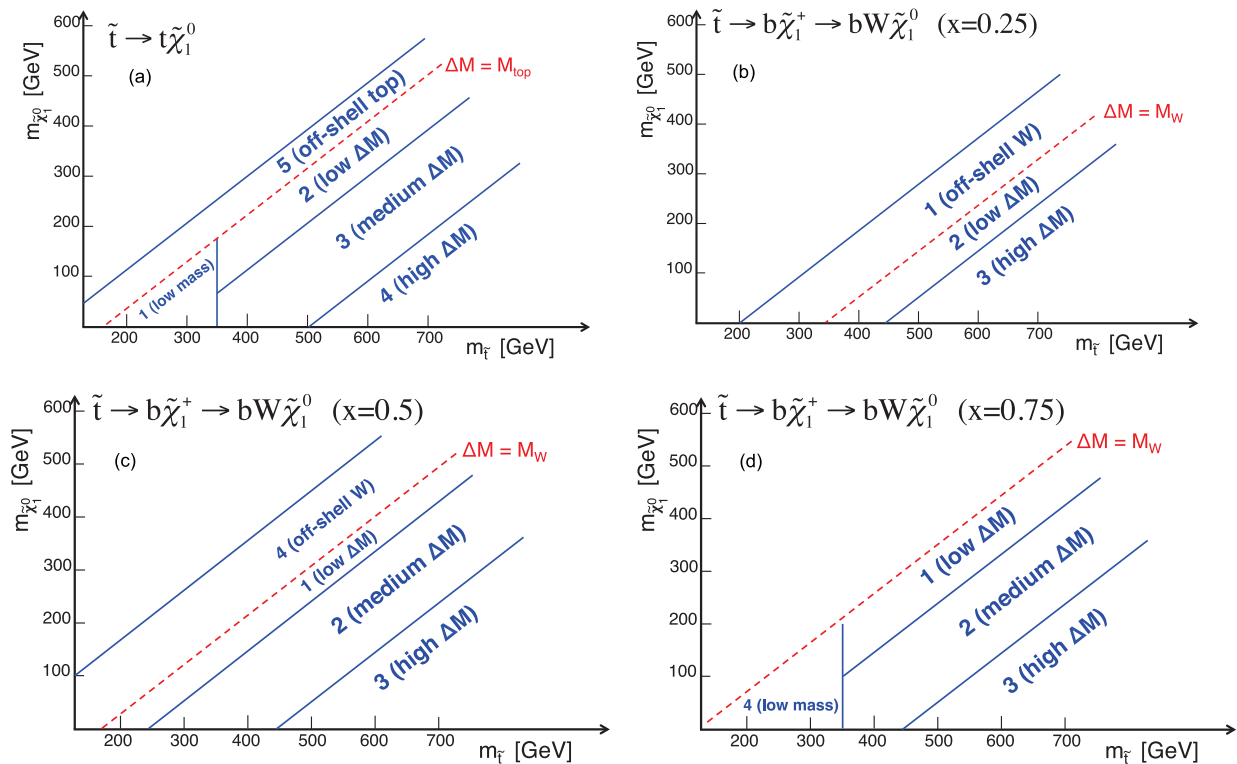 t̃ → tχ̃₁⁰
(a)
m_χ̃₁⁰ [GeV]
600
500
400
300
200
100
200 300 400 500 600 700
m_t̃ [GeV]
ΔM = M_top
5 (off-shell top)
2 (low ΔM)
3 (medium ΔM)
4 (high ΔM)
1 (low mass)
t̃ → bχ̃₁⁺ → bWχ̃₁⁰ (x=0.25)
(b)
m_χ̃₁⁰ [GeV]
600
500
400
300
200
100
200 300 400 500 600 700
m_t̃ [GeV]
ΔM = M_W
1 (off-shell W)
2 (low ΔM)
3 (high ΔM)
t̃ → bχ̃₁⁺ → bWχ̃₁⁰ (x=0.5)
(c)
m_χ̃₁⁰ [GeV]
600
500
400
300
200
100
200 300 400 500 600 700
m_t̃ [GeV]
ΔM = M_W
4 (off-shell W)
1 (low ΔM)
2 (medium ΔM)
3 (high ΔM)
t̃ → bχ̃₁⁺ → bWχ̃₁⁰ (x=0.75)
(d)
m_χ̃₁⁰ [GeV]
600
500
400
300
200
100
200 300 400 500 600 700
m_t̃ [GeV]
ΔM = M_W
1 (low ΔM)
2 (medium ΔM)
3 (high ΔM)
4 (low mass)